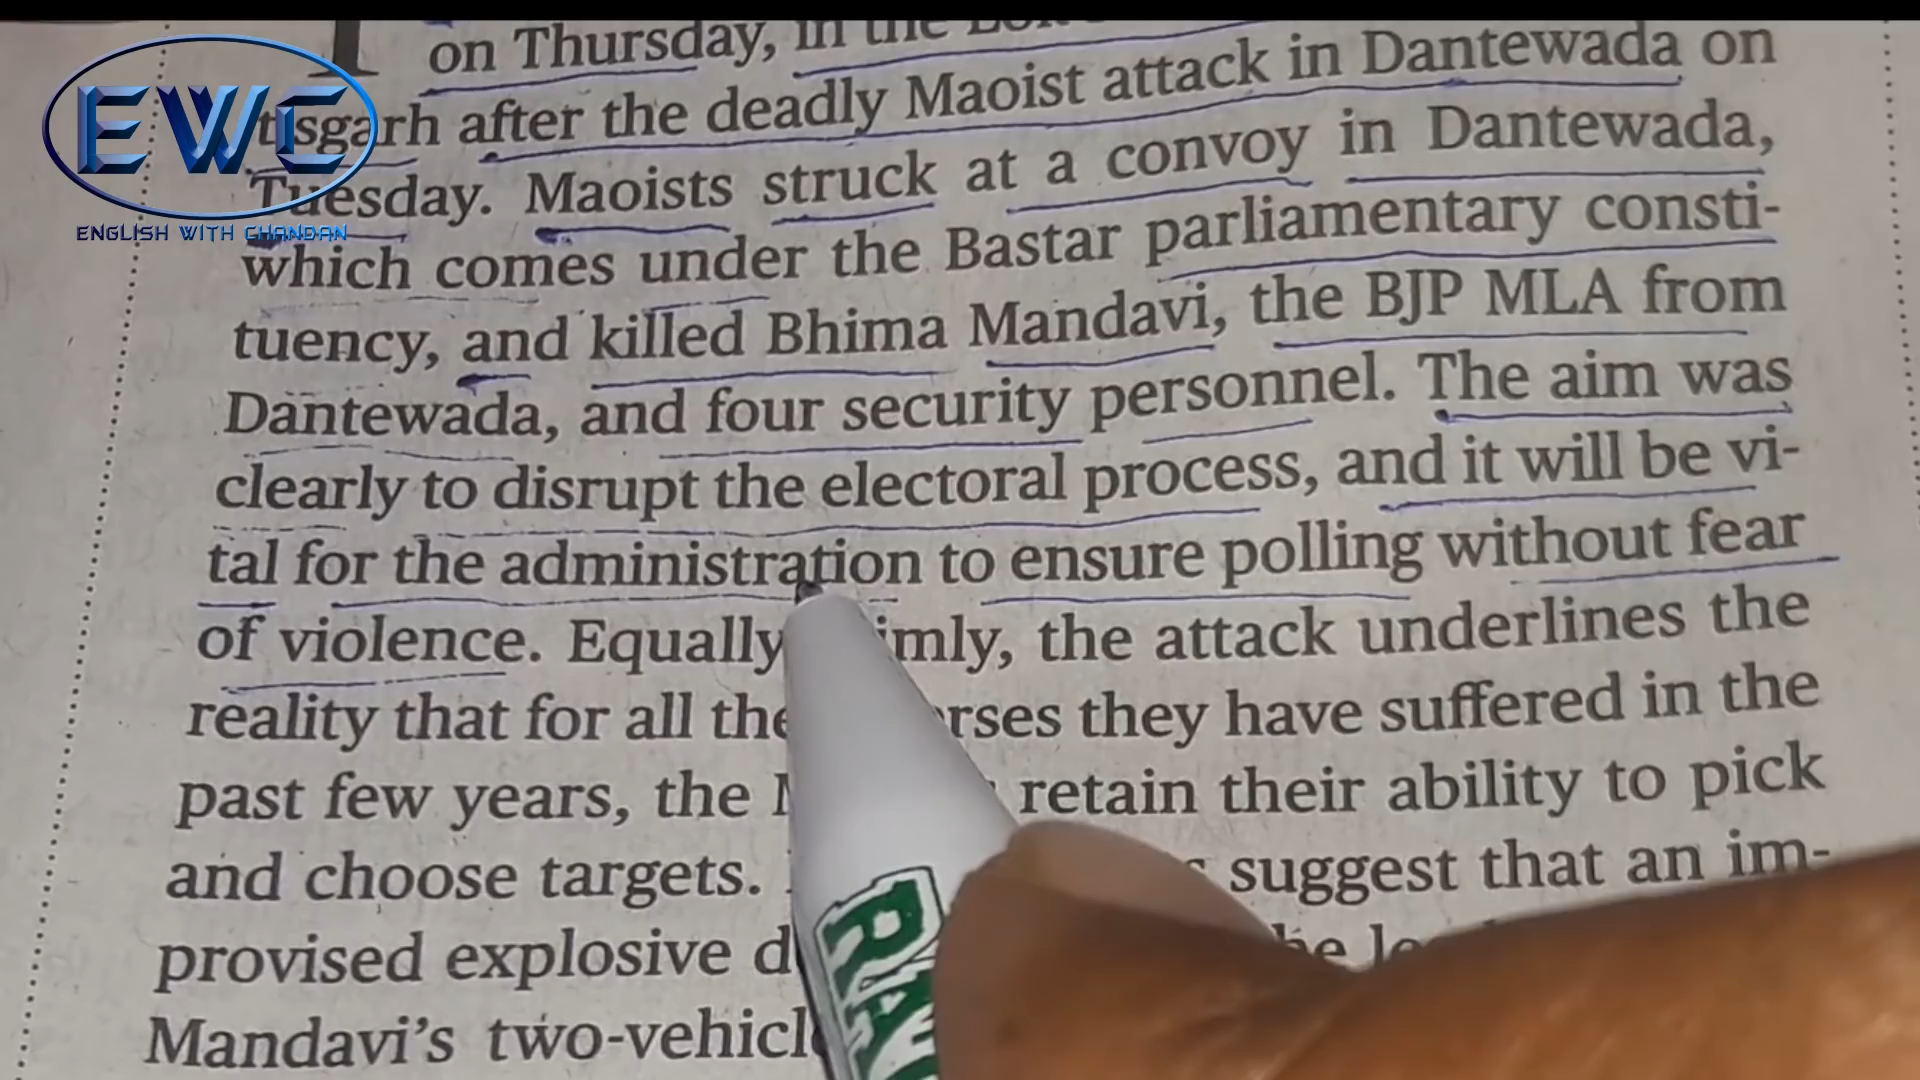 on Thursday, in the
EWC
tisgarh after the deadly Maoist attack in Dantewada on
ENGLISH WITH CHANDAN
Tuesday. Maoists struck at a convoy in Dantewada,
which comes under the Bastar parliamentary consti-
tuency, and killed Bhima Mandavi, the BJP MLA from
Dantewada, and four security personnel. The aim was
clearly to disrupt the electoral process, and it will be vi-
tal for the administration to ensure polling without fear
of violence. Equally imly, the attack underlines the
reality that for all the rses they have suffered in the
past few years, the retain their ability to pick
and choose targets. suggest that an im-
provised explosive
Mandavi's two-vehicl